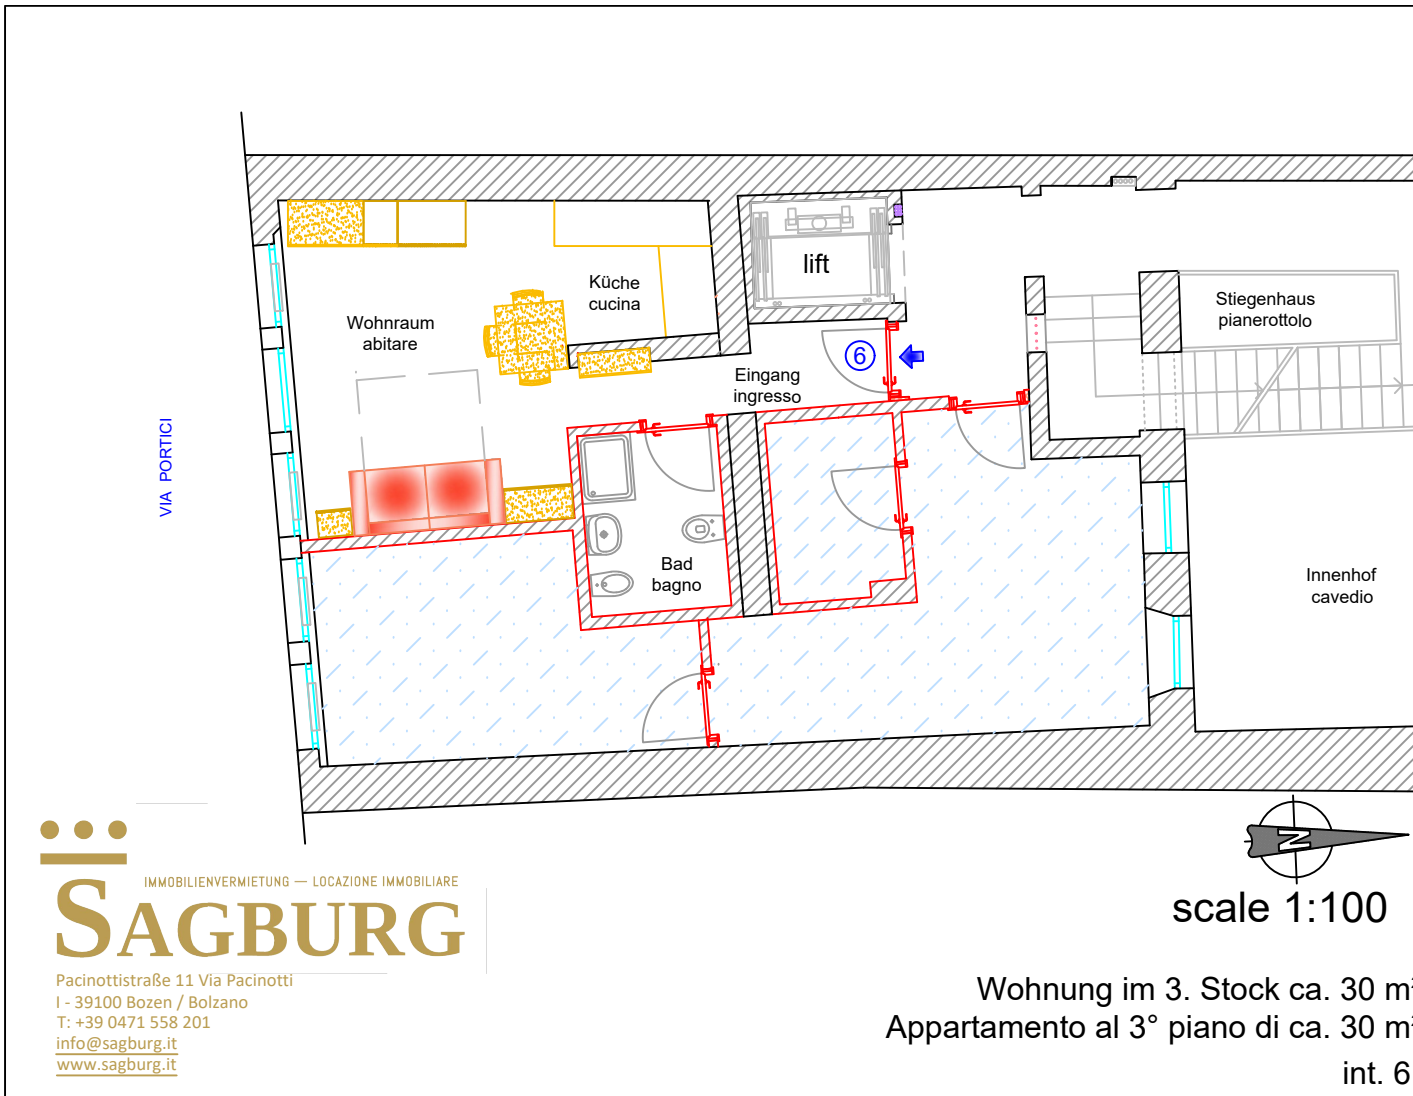 lift
Küche
cucina
Wohnraum
abitare
Stiegenhaus
pianerottolo
6
Eingang
ingresso
VIA PORTICI
Bad
bagno
Innenhof
cavedio
N
scale 1:100
IMMOBILIENVERMIETUNG — LOCAZIONE IMMOBILIARE
SAGBURG
Pacinottistraße 11 Via Pacinotti
I - 39100 Bozen / Bolzano
T: +39 0471 558 201
info@sagburg.it
www.sagburg.it
Wohnung im 3. Stock ca. 30 m²
Appartamento al 3° piano di ca. 30 m²
int. 6